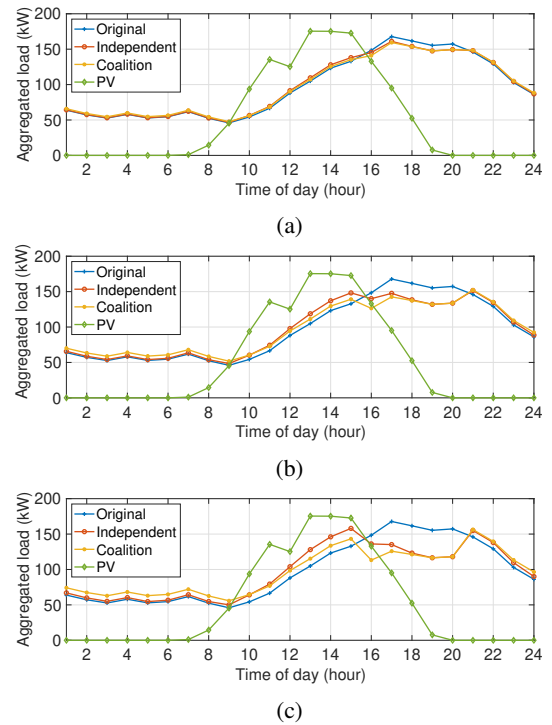 200
150
100
50
0
Aggregated load (kW)
Original
Independent
Coalition
PV
2 4 6 8 10 12 14 16 18 20 22 24
Time of day (hour)
(a)
200
150
100
50
0
Aggregated load (kW)
Original
Independent
Coalition
PV
2 4 6 8 10 12 14 16 18 20 22 24
Time of day (hour)
(b)
200
150
100
50
0
Aggregated load (kW)
Original
Independent
Coalition
PV
2 4 6 8 10 12 14 16 18 20 22 24
Time of day (hour)
(c)